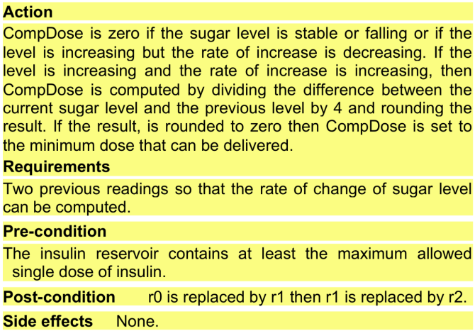 Action
CompDose is zero if the sugar level is stable or falling or if the
level is increasing but the rate of increase is decreasing. If the
level is increasing and the rate of increase is increasing, then
CompDose is computed by dividing the difference between the
current sugar level and the previous level by 4 and rounding the
result. If the result, is rounded to zero then CompDose is set to
the minimum dose that can be delivered.
Requirements
Two previous readings so that the rate of change of sugar level
can be computed.
Pre-condition
The insulin reservoir contains at least the maximum allowed
single dose of insulin.
Post-condition r0 is replaced by r1 then r1 is replaced by r2.
Side effects None.